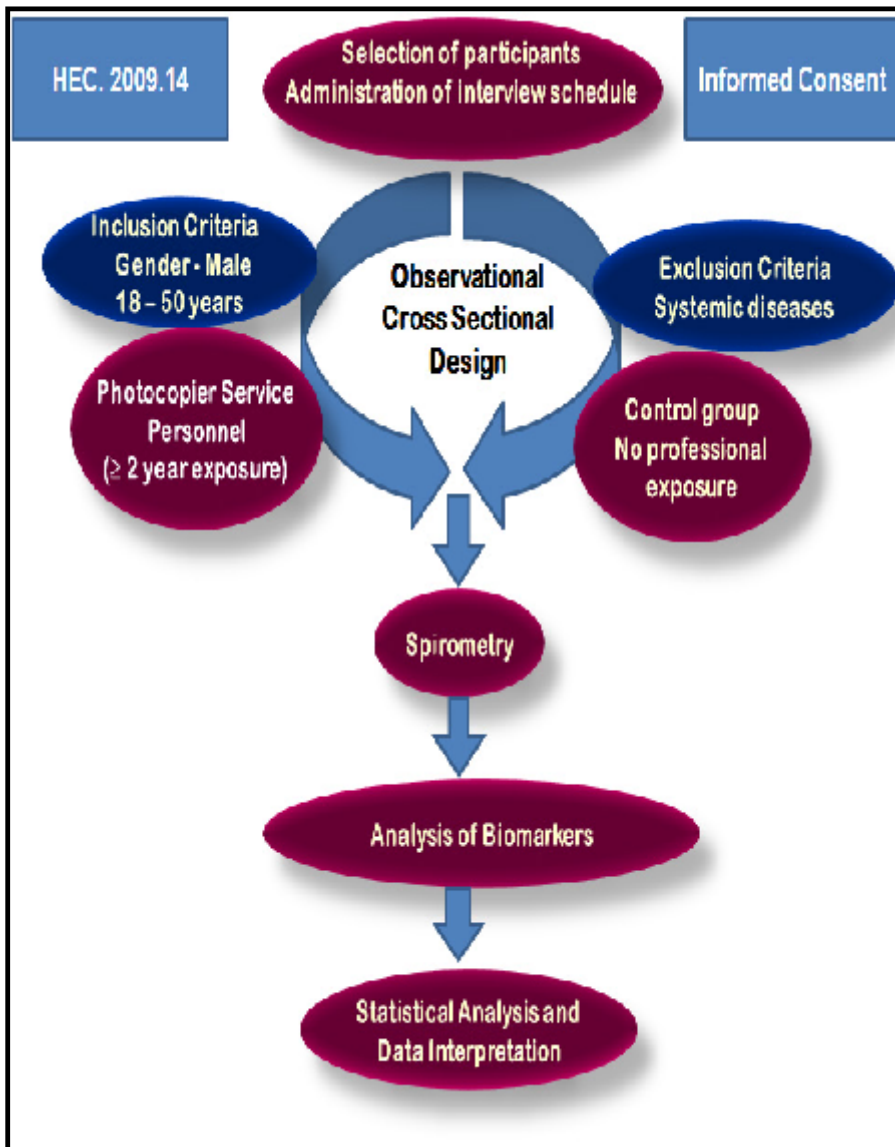 HEC. 2009.14
Selection of participants
Administration of interview schedule
Informed Consent
Inclusion Criteria
Gender - Male
18 – 50 years
Exclusion Criteria
Systemic diseases
Observational
Cross Sectional
Design
Photocopier Service
Personnel
(≥ 2 year exposure)
Control group
No professional
exposure
Spirometry
Analysis of Biomarkers
Statistical Analysis and
Data Interpretation